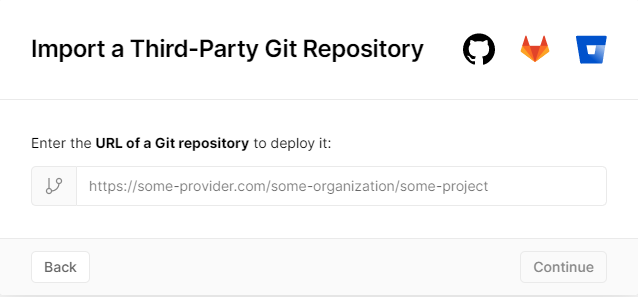 Import a Third-Party Git Repository
Enter the URL of a Git repository to deploy it:
https://some-provider.com/some-organization/some-project
Back
Continue